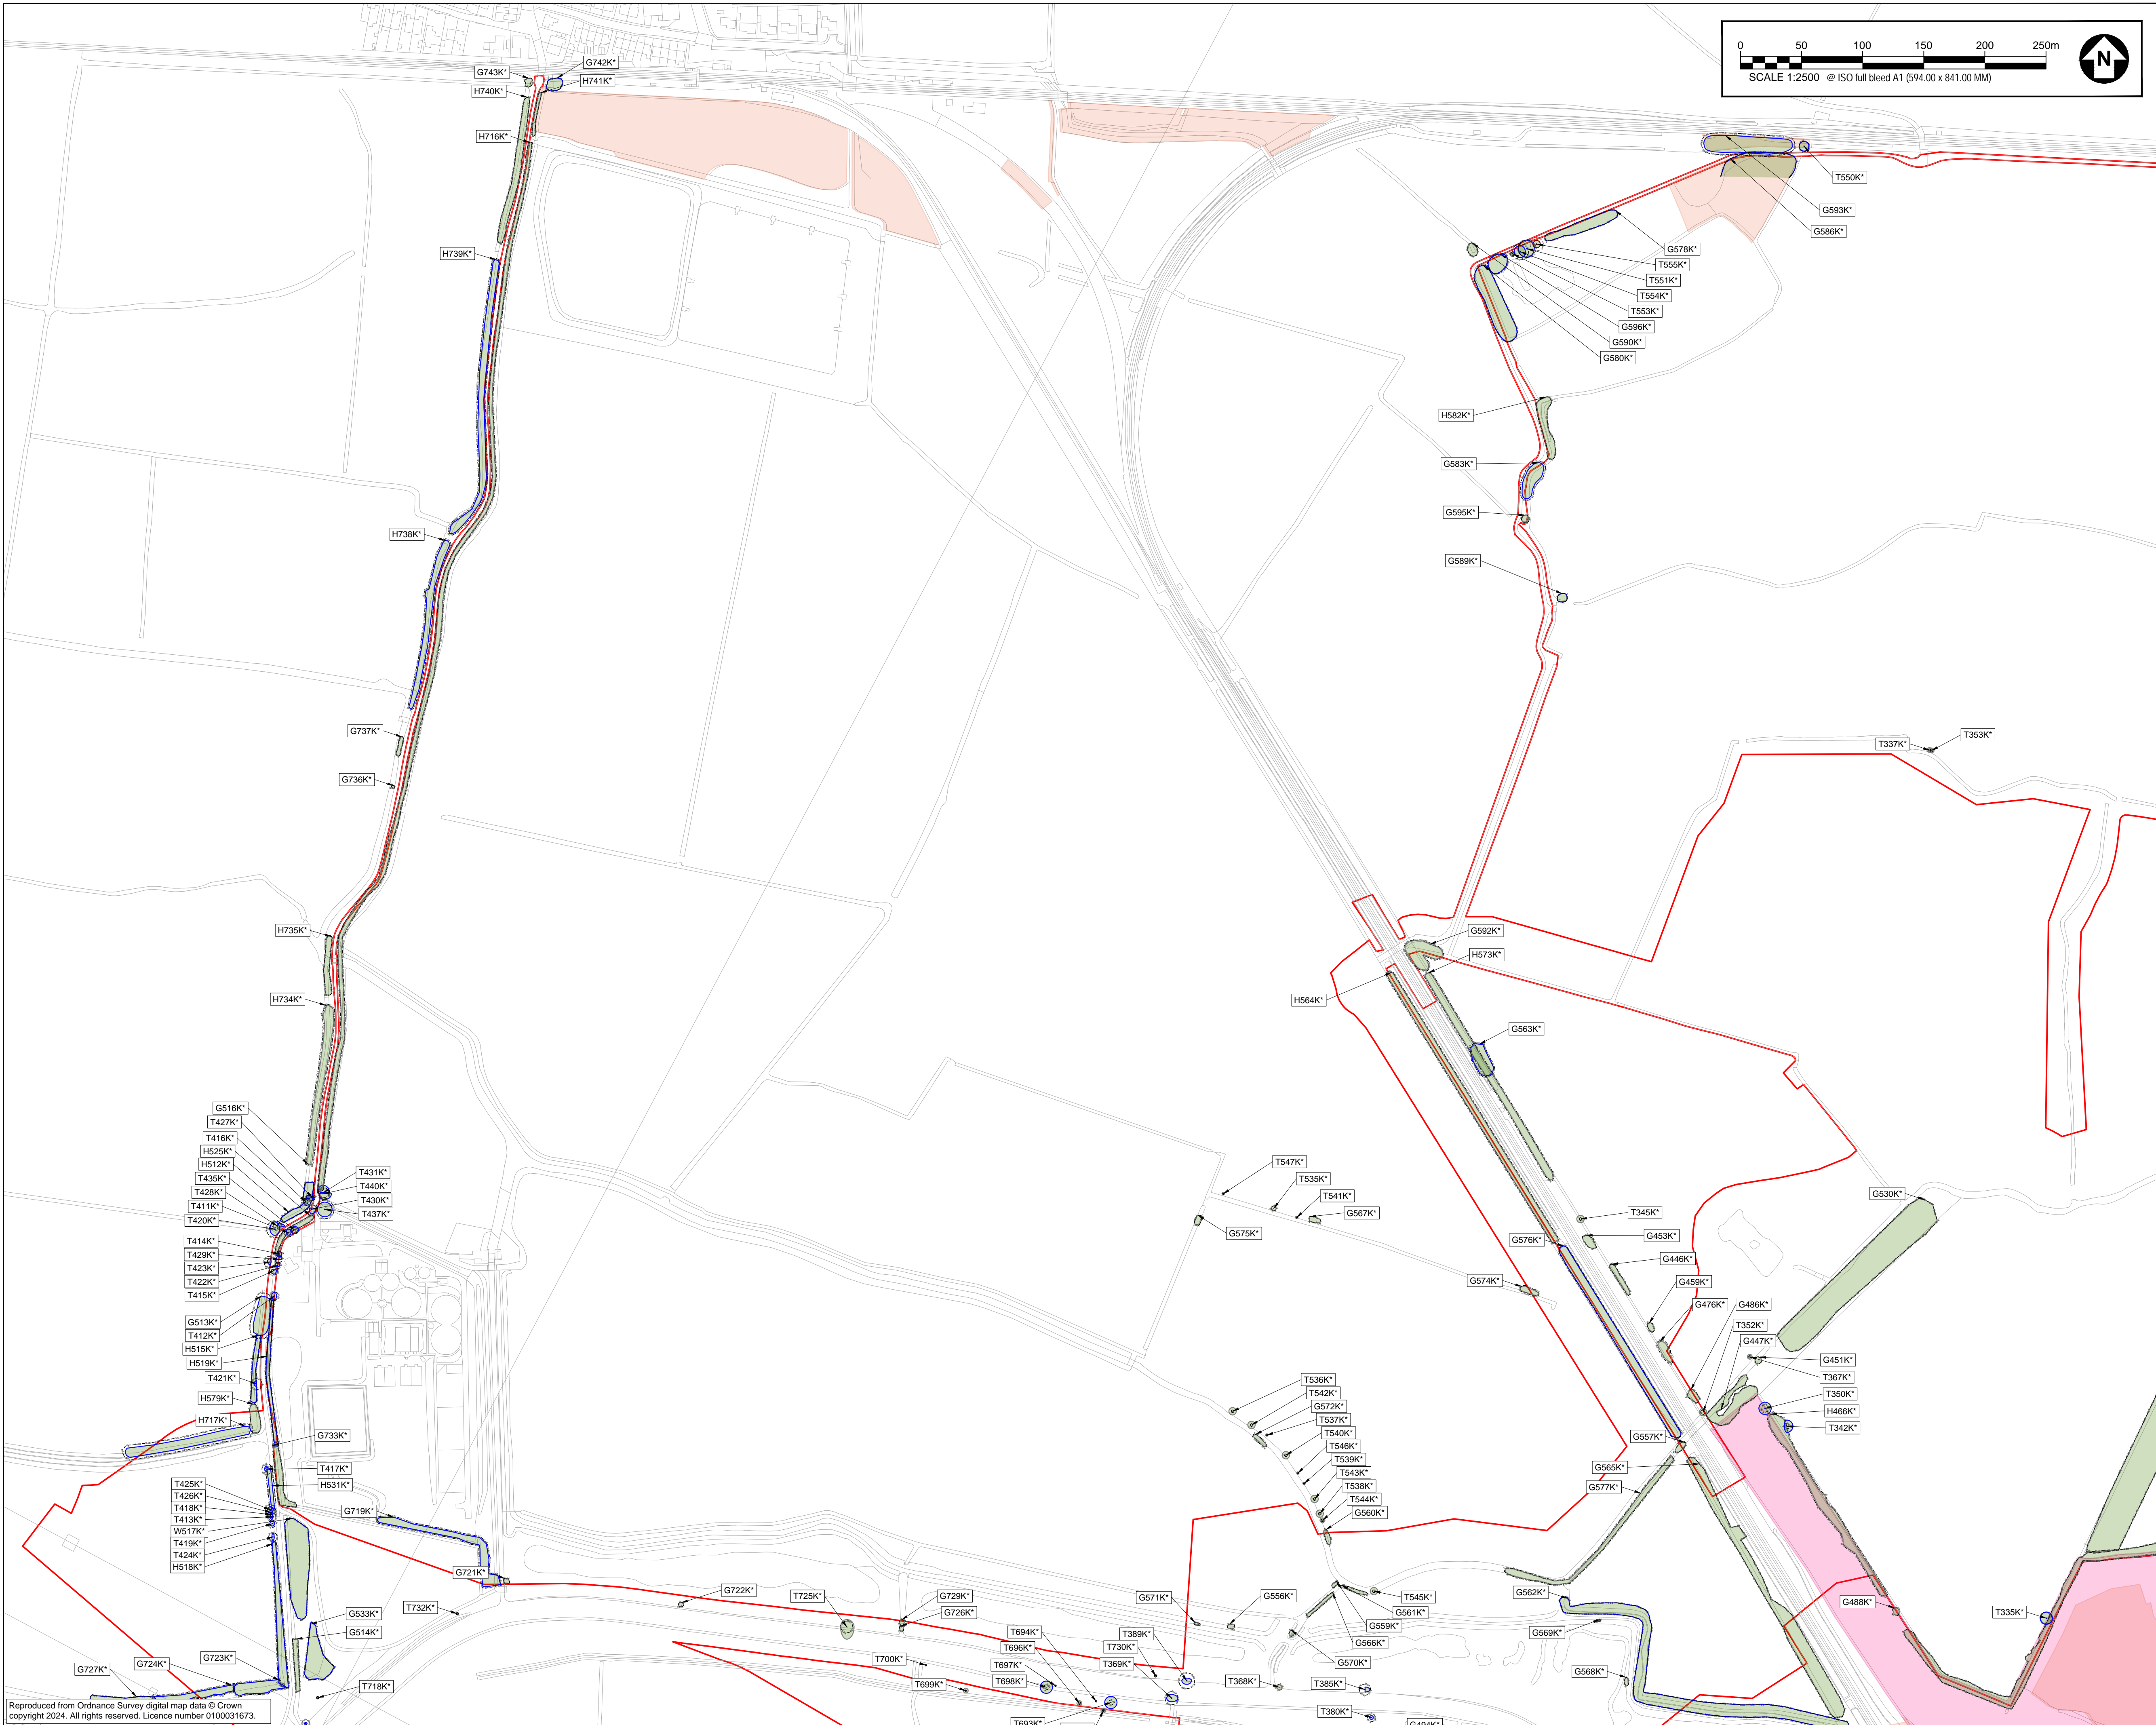 0 50 100 150 200 250m
SCALE 1:2500 @ ISO full bleed A1 (594.00 x 841.00 MM)
N
G743K*
G742K*
H741K*
H740K*
H716K*
H739K*
H738K*
G737K*
G736K*
H735K*
H734K*
T550K*
G593K*
G586K*
G578K*
T555K*
T551K*
T554K*
T553K*
G596K*
G590K*
G580K*
H582K*
G583K*
G595K*
G589K*
T337K*
T353K*
G592K*
H573K*
H564K*
G563K*
G516K*
T427K*
T416K*
H525K*
H512K*
T435K*
T428K*
T411K*
T420K*
T431K*
T440K*
T430K*
T437K*
T414K*
T429K*
T423K*
T422K*
T415K*
G513K*
T412K*
H515K*
H519K*
T421K*
H579K*
H717K*
G733K*
T417K*
H531K*
T425K*
T426K*
T418K*
T413K*
W517K*
T419K*
T424K*
H518K*
G719K*
G721K*
T547K*
T535K*
T541K*
G567K*
G575K*
G530K*
T345K*
G453K*
G576K*
G446K*
G574K*
G459K*
G476K*
G486K*
T352K*
G447K*
G451K*
T367K*
T350K*
H466K*
T342K*
T536K*
T542K*
G572K*
T537K*
T540K*
T546K*
T539K*
T543K*
T538K*
T544K*
G560K*
G557K*
G565K*
G577K*
G722K*
T725K*
G729K*
G726K*
G571K*
G556K*
T545K*
G561K*
G559K*
G566K*
G570K*
G562K*
G569K*
G568K*
G488K*
T335K*
T732K*
G533K*
G514K*
G723K*
G724K*
G727K*
T718K*
T694K*
T696K*
T697K*
T698K*
T700K*
T699K*
T389K*
T730K*
T369K*
T368K*
T385K*
T380K*
T693K*
G494K*
Reproduced from Ordnance Survey digital map data © Crown
copyright 2024. All rights reserved. Licence number 0100031673.